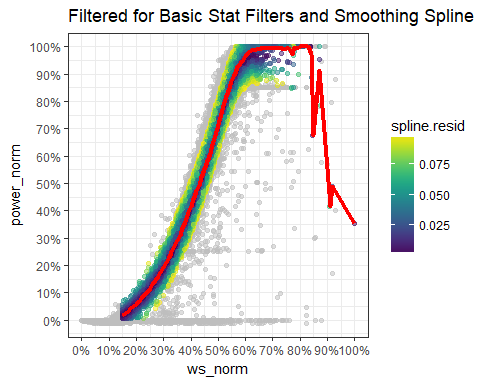 Filtered for Basic Stat Filters and Smoothing Spline
100%
90%
80%
70%
60%
50%
40%
30%
20%
10%
0%
power_norm
0% 10% 20% 30% 40% 50% 60% 70% 80% 90% 100%
ws_norm
spline.resid
0.075
0.050
0.025